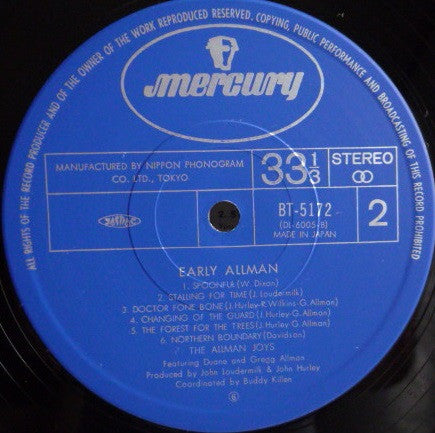 ALL RIGHTS OF THE RECORD PRODUCER AND OF THE OWNER OF THE WORK REPRODUCED RESERVED. COPYING, PUBLIC PERFORMANCE AND BROADCASTING OF THIS RECORD PROHIBITED.
mercury
MANUFACTURED BY NIPPON PHONOGRAM
CO. LTD., TOKYO
33 1/3
STEREO
BT-5172
(DL-6005-B)
MADE IN JAPAN
2
EARLY ALLMAN
1. SPOONFUL(W. Dixon)
2. STALLING FOR TIME(J. Loudermilk)
3. DOCTOR FONE BONE(J.Hurley-R.Wilkins-G.Allman)
4. CHANGING OF THE GUARD(J.Hurley-G.Allman)
5. THE FOREST FOR THE TREES(J.Hurley-G.Allman)
6. NORTHERN BOUNDARY(Davidson)
THE ALLMAN JOYS
Featuring Duane and Gregg Allman
Produced by John Loudermilk & John Hurley
Coordinated by Buddy Killen